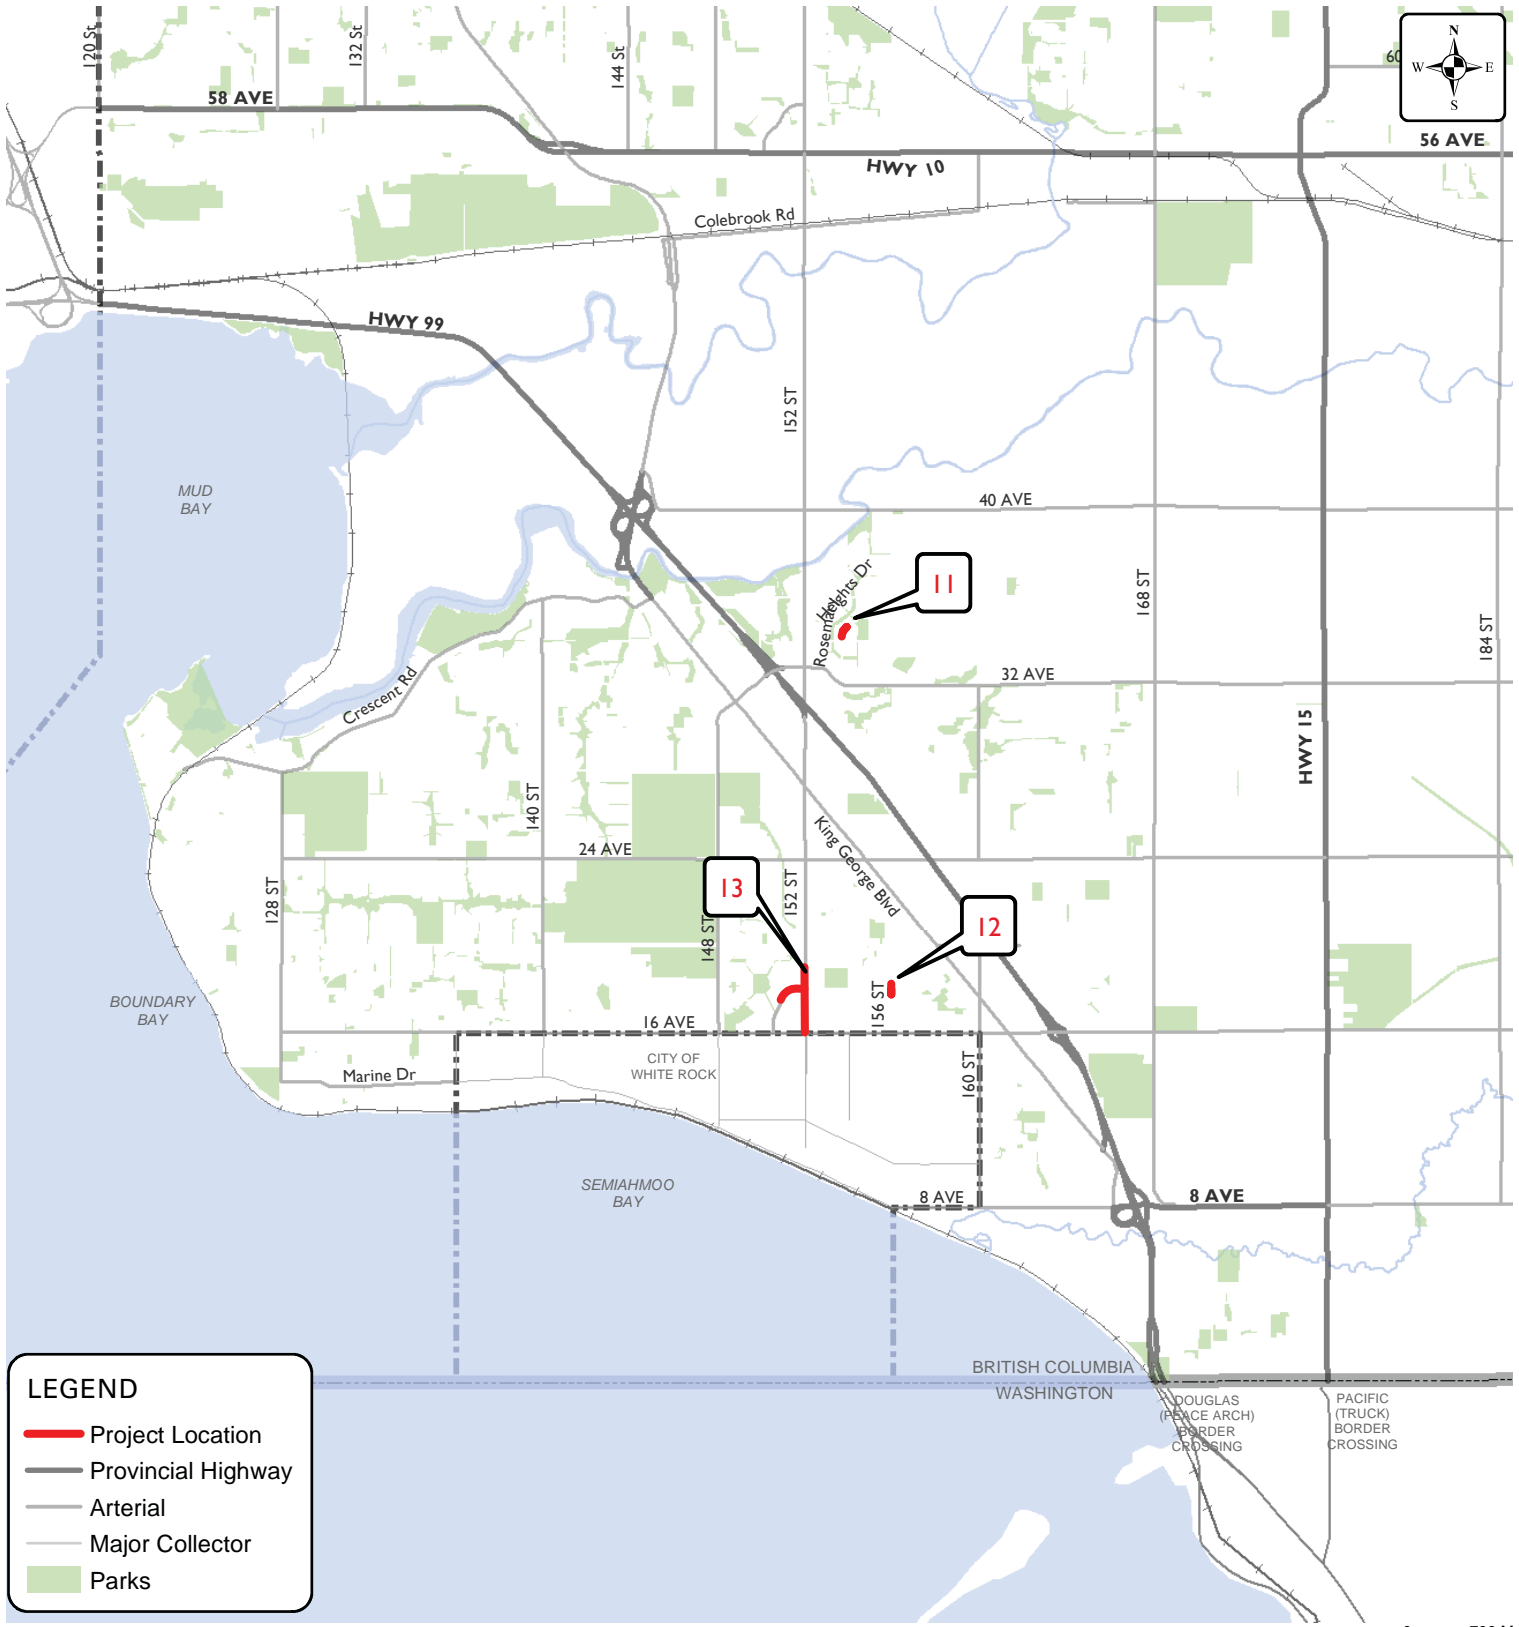 120 St
132 St
144 St
N
W E
S
60
58 AVE
56 AVE
HWY 10
Colebrook Rd
HWY 99
152 ST
MUD
BAY
40 AVE
11
Rosemary
Heights Dr
168 ST
184 ST
32 AVE
Crescent Rd
HWY 15
140 ST
King George Blvd
24 AVE
13
152 ST
128 ST
148 ST
12
156 ST
BOUNDARY
BAY
16 AVE
CITY OF
WHITE ROCK
160 ST
Marine Dr
SEMIAHMOO
BAY
8 AVE
8 AVE
BRITISH COLUMBIA
WASHINGTON
DOUGLAS
(PEACE ARCH)
BORDER
CROSSING
PACIFIC
(TRUCK)
BORDER
CROSSING
LEGEND
Project Location
Provincial Highway
Arterial
Major Collector
Parks